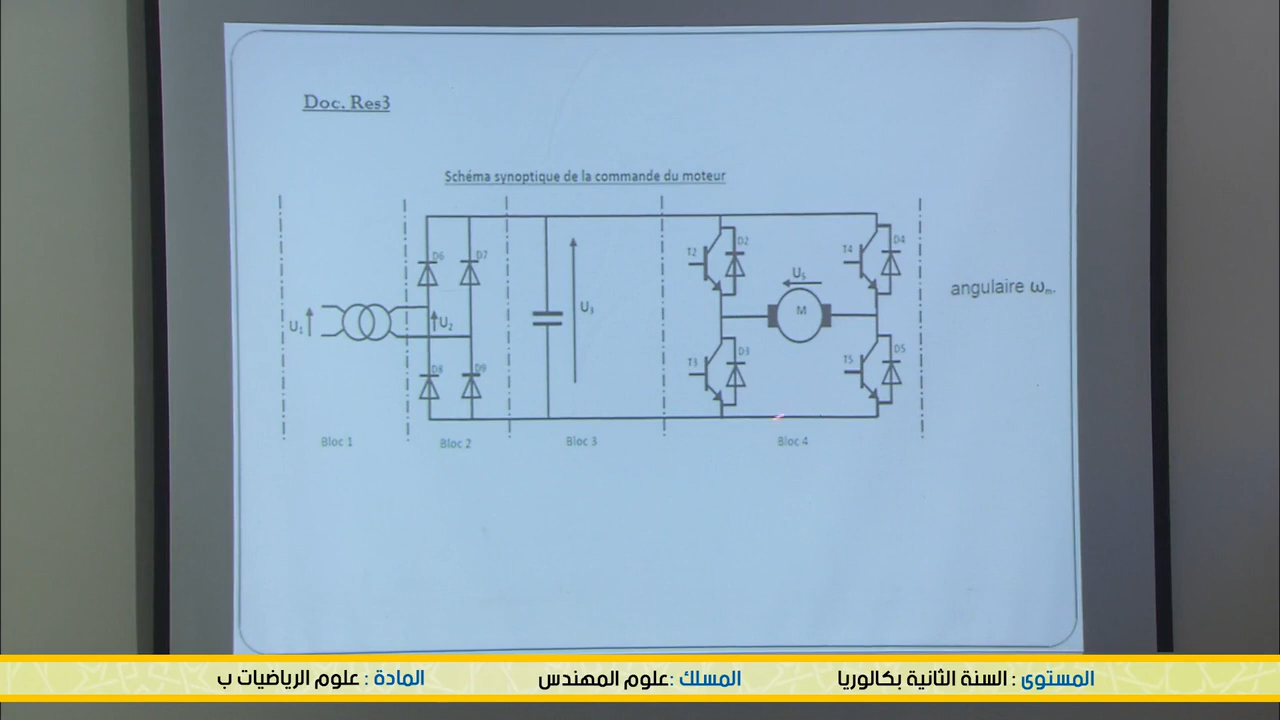 Doc. Res3
Schéma synoptique de la commande du moteur
D6
D7
T2
D2
T4
D4
U₁
U₂
U₃
U₅
M
angulaire ωₘ.
D8
D9
T3
D3
T5
D5
Bloc 1
Bloc 2
Bloc 3
Bloc 4
المستوى : السنة الثانية بكالوريا
المسلك : علوم المهندس
المادة : علوم الرياضيات ب